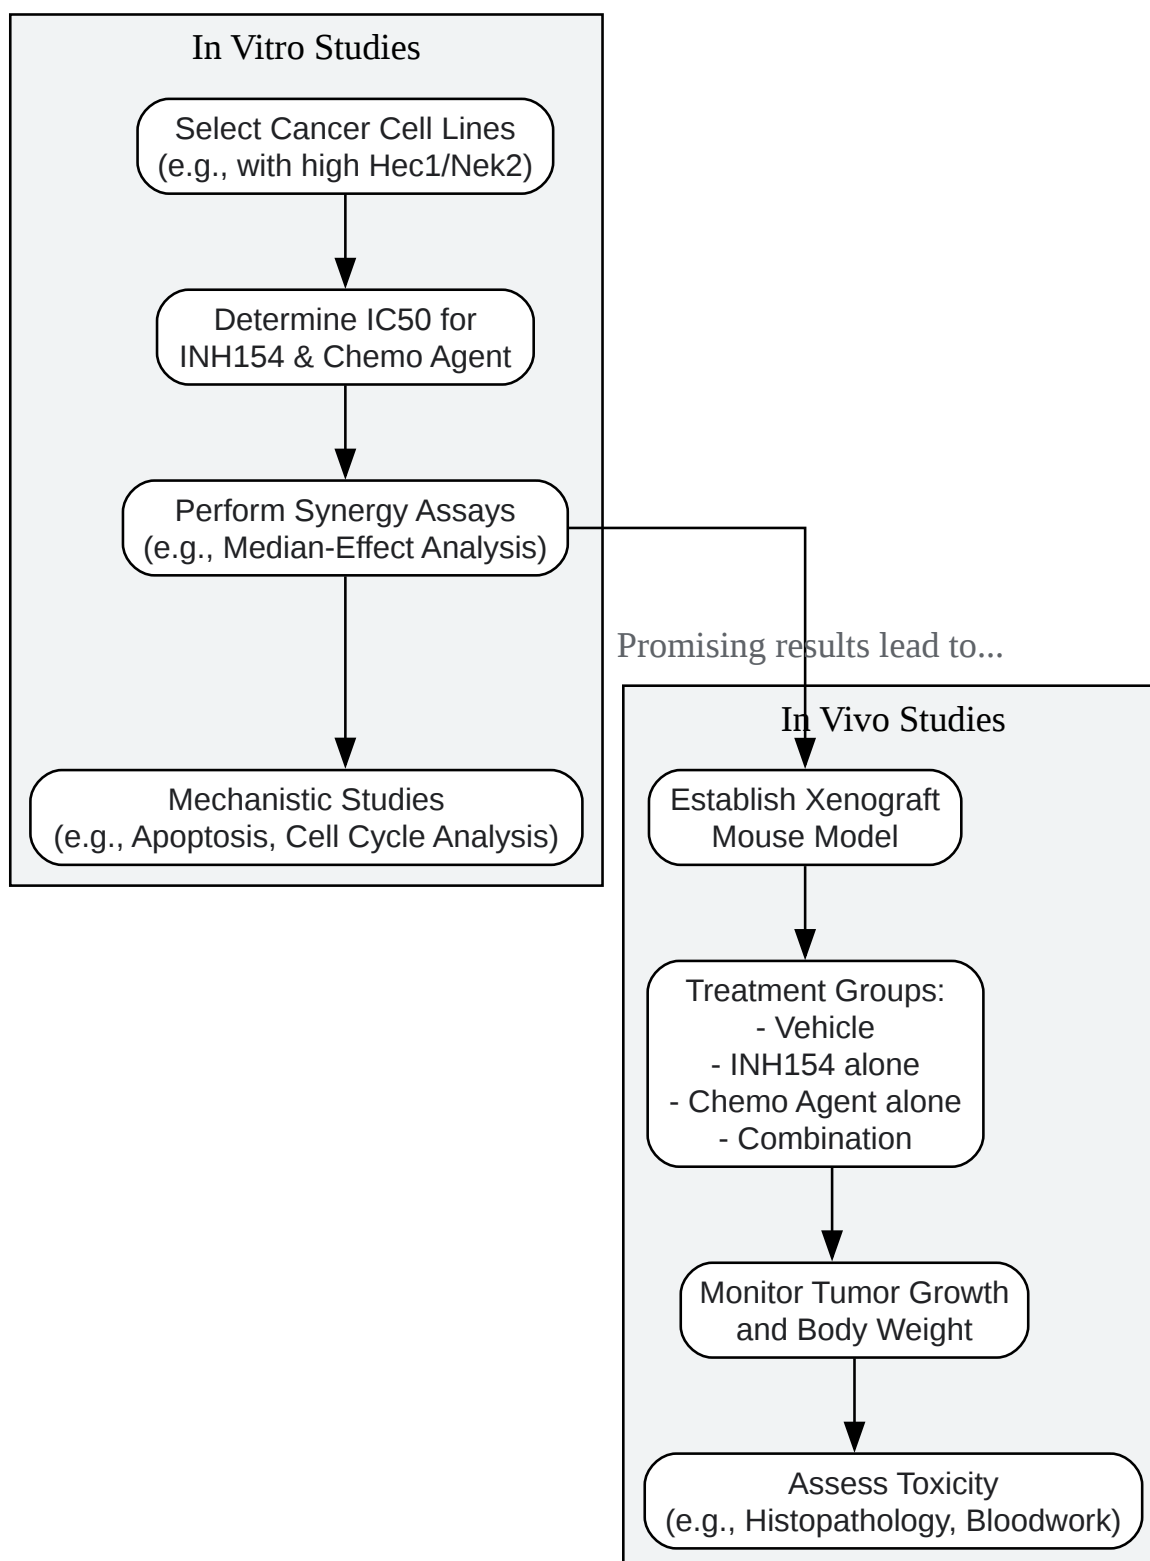 In Vitro Studies
Select Cancer Cell Lines
(e.g., with high Hec1/Nek2)
Determine IC50 for
INH154 & Chemo Agent
Perform Synergy Assays
(e.g., Median-Effect Analysis)
Mechanistic Studies
(e.g., Apoptosis, Cell Cycle Analysis)
Promising results lead to...
In Vivo Studies
Establish Xenograft
Mouse Model
Treatment Groups:
- Vehicle
- INH154 alone
- Chemo Agent alone
- Combination
Monitor Tumor Growth
and Body Weight
Assess Toxicity
(e.g., Histopathology, Bloodwork)